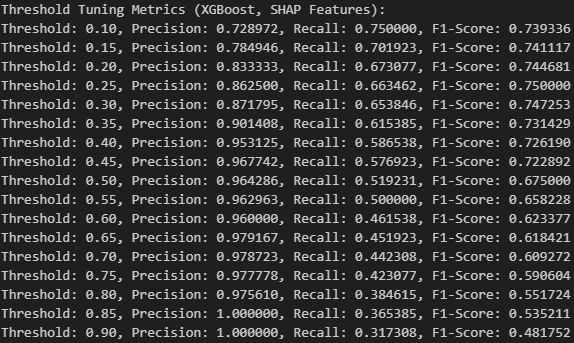 Threshold Tuning Metrics (XGBoost, SHAP Features):
Threshold: 0.10, Precision: 0.728972, Recall: 0.750000, F1-Score: 0.739336
Threshold: 0.15, Precision: 0.784946, Recall: 0.701923, F1-Score: 0.741117
Threshold: 0.20, Precision: 0.833333, Recall: 0.673077, F1-Score: 0.744681
Threshold: 0.25, Precision: 0.862500, Recall: 0.663462, F1-Score: 0.750000
Threshold: 0.30, Precision: 0.871795, Recall: 0.653846, F1-Score: 0.747253
Threshold: 0.35, Precision: 0.901408, Recall: 0.615385, F1-Score: 0.731429
Threshold: 0.40, Precision: 0.953125, Recall: 0.586538, F1-Score: 0.726190
Threshold: 0.45, Precision: 0.967742, Recall: 0.576923, F1-Score: 0.722892
Threshold: 0.50, Precision: 0.964286, Recall: 0.519231, F1-Score: 0.675000
Threshold: 0.55, Precision: 0.962963, Recall: 0.500000, F1-Score: 0.658228
Threshold: 0.60, Precision: 0.960000, Recall: 0.461538, F1-Score: 0.623377
Threshold: 0.65, Precision: 0.979167, Recall: 0.451923, F1-Score: 0.618421
Threshold: 0.70, Precision: 0.978723, Recall: 0.442308, F1-Score: 0.609272
Threshold: 0.75, Precision: 0.977778, Recall: 0.423077, F1-Score: 0.590604
Threshold: 0.80, Precision: 0.975610, Recall: 0.384615, F1-Score: 0.551724
Threshold: 0.85, Precision: 1.000000, Recall: 0.365385, F1-Score: 0.535211
Threshold: 0.90, Precision: 1.000000, Recall: 0.317308, F1-Score: 0.481752